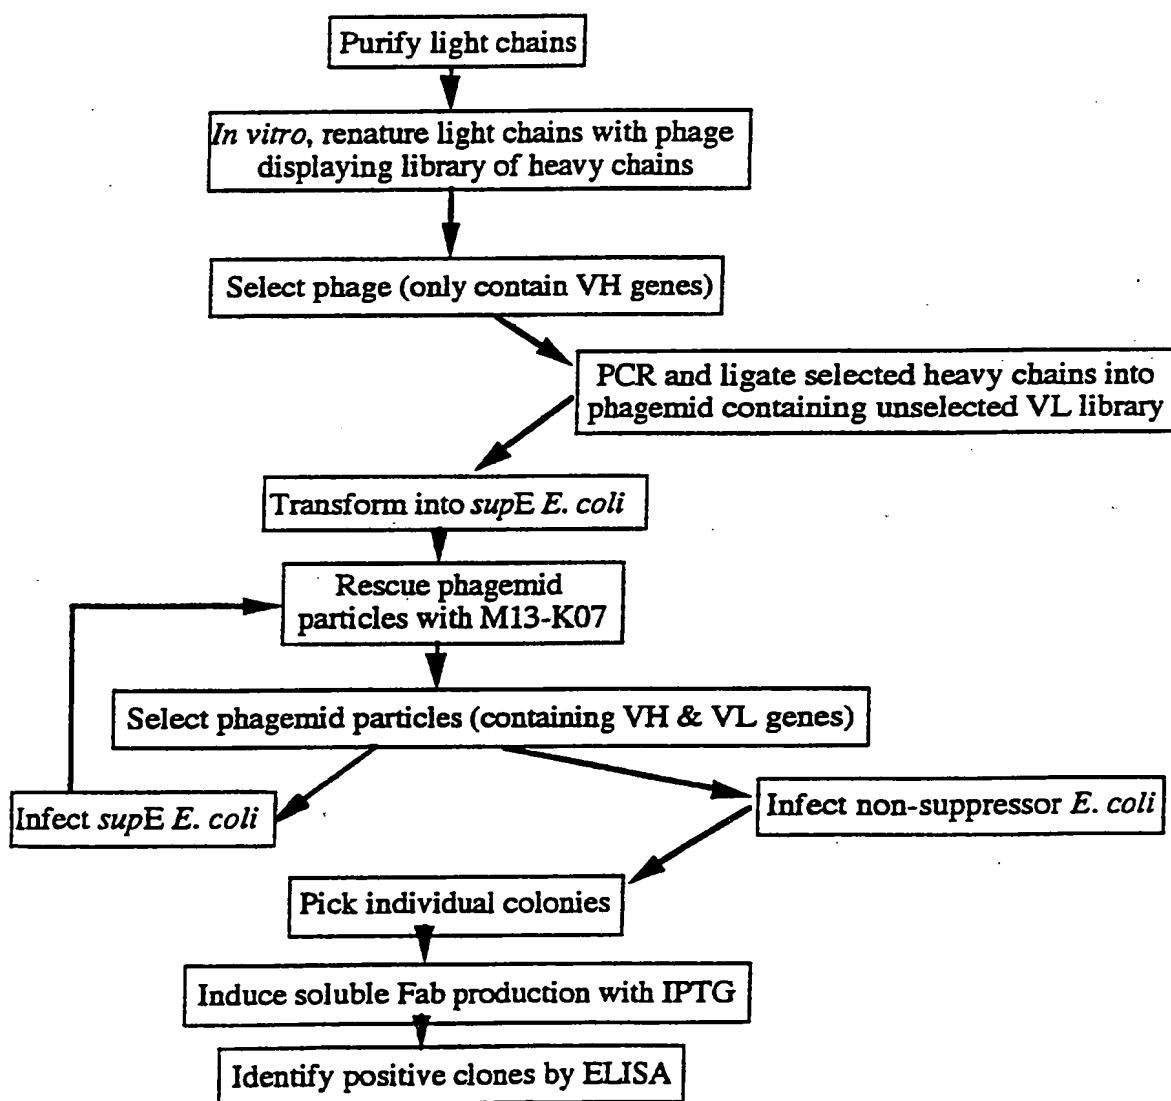 Purify light chains
In vitro, renature light chains with phage
displaying library of heavy chains
Select phage (only contain VH genes)
PCR and ligate selected heavy chains into
phagemid containing unselected VL library
Transform into supE E. coli
Rescue phagemid
particles with M13-K07
Select phagemid particles (containing VH & VL genes)
Infect supE E. coli
Infect non-suppressor E. coli
Pick individual colonies
Induce soluble Fab production with IPTG
Identify positive clones by ELISA